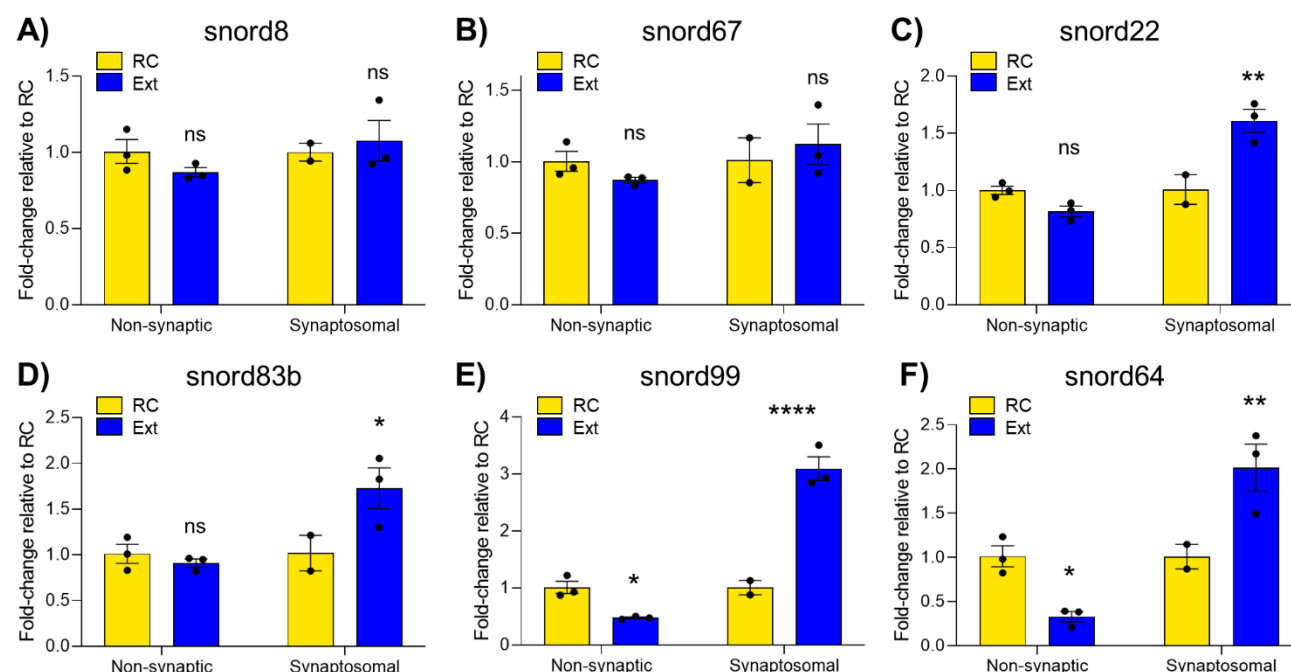 A) snord8
RC
Ext
Fold-change relative to RC
1.5
1.0
0.5
0.0
ns
ns
Non-synaptic Synaptosomal
B) snord67
RC
Ext
Fold-change relative to RC
1.5
1.0
0.5
0.0
ns
ns
Non-synaptic Synaptosomal
C) snord22
RC
Ext
Fold-change relative to RC
2.0
1.5
1.0
0.5
0.0
ns
**
Non-synaptic Synaptosomal
D) snord83b
RC
Ext
Fold-change relative to RC
2.5
2.0
1.5
1.0
0.5
0.0
ns
*
Non-synaptic Synaptosomal
E) snord99
RC
Ext
Fold-change relative to RC
4
3
2
1
0
*
****
Non-synaptic Synaptosomal
F) snord64
RC
Ext
Fold-change relative to RC
2.5
2.0
1.5
1.0
0.5
0.0
*
**
Non-synaptic Synaptosomal